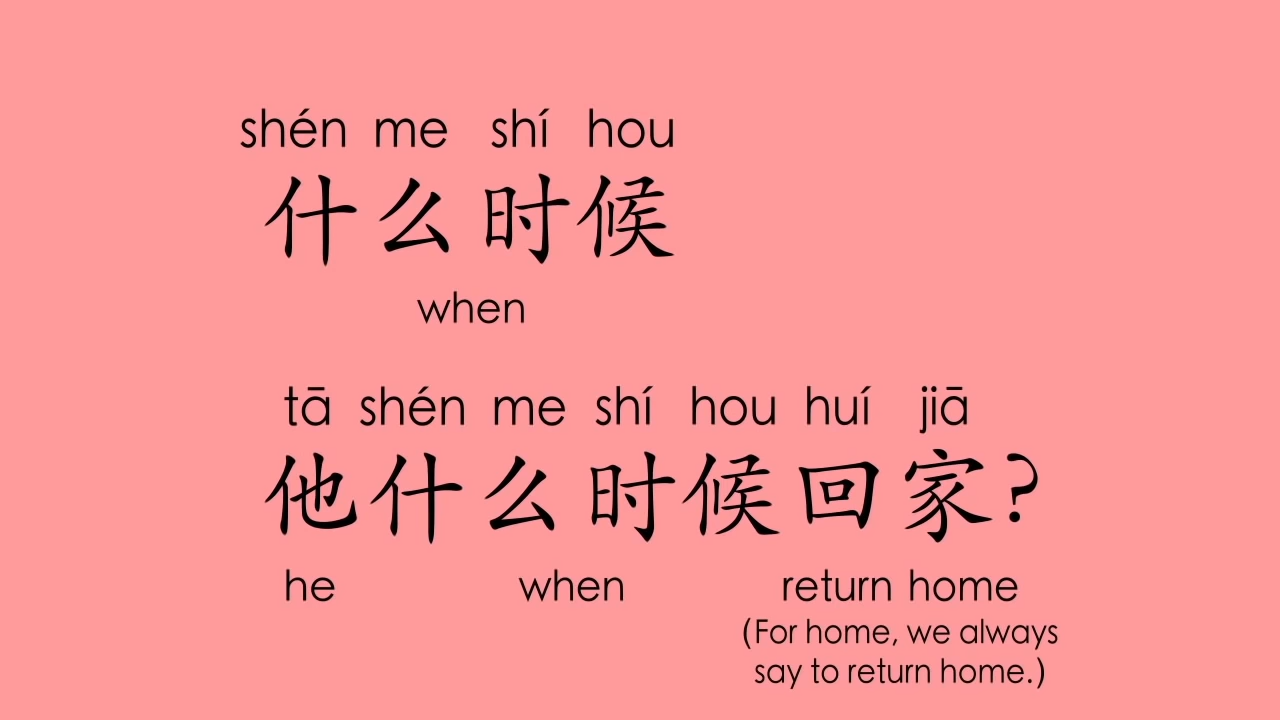 shén me shí hou
什么时候
when
tā shén me shí hou huí jiā
他什么时候回家?
he when return home
(For home, we always
say to return home.)